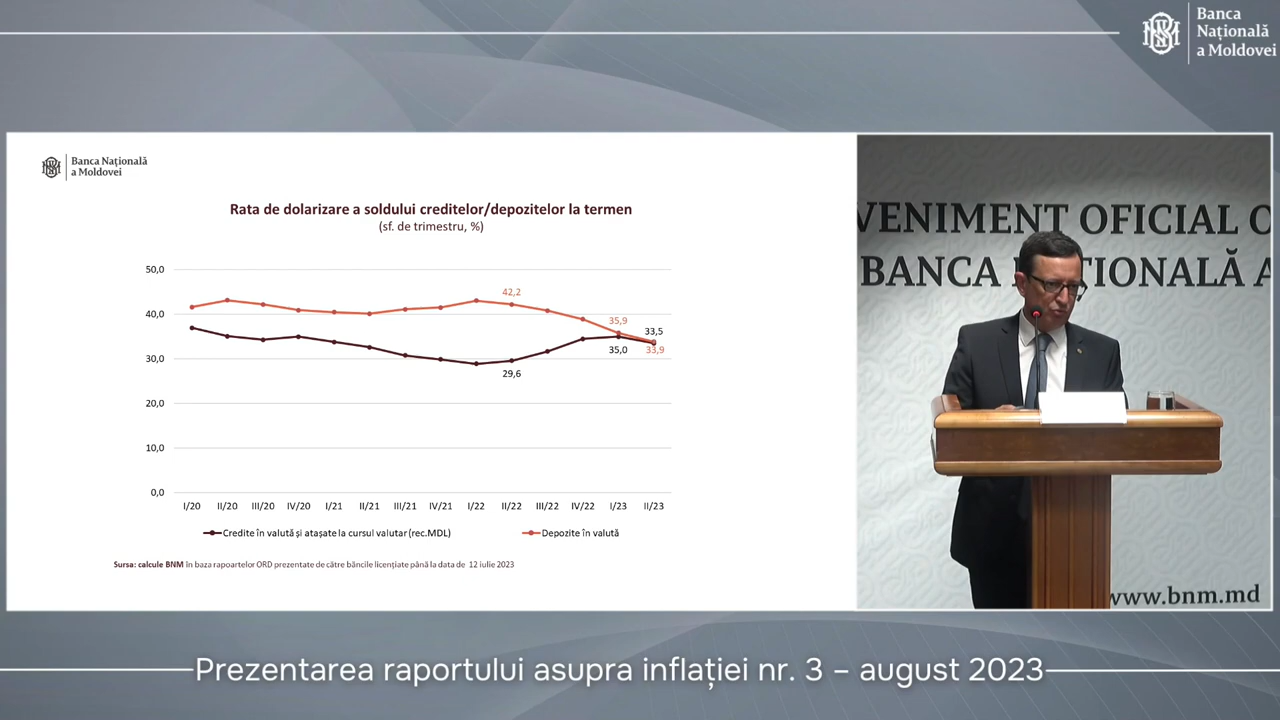 Banca
Națională
a Moldovei
Banca Națională
a Moldovei
Rata de dolarizare a soldului creditelor/depozitelor la termen
(sf. de trimestru, %)
50,0
40,0
30,0
20,0
10,0
0,0
42,2
35,9
33,5
29,6
35,0
33,9
I/20 II/20 III/20 IV/20 I/21 II/21 III/21 IV/21 I/22 II/22 III/22 IV/22 I/23 II/23
Credite în valută și atașate la cursul valutar (rec.MDL) Depozite în valută
Sursa: calcule BNM în baza rapoartelor ORD prezentate de către băncile licențiate până la data de 12 iulie 2023
VENIMENT OFICIAL
BANCA ȚIONALĂ A
www.bnm.md
Prezentarea raportului asupra inflației nr. 3 – august 2023